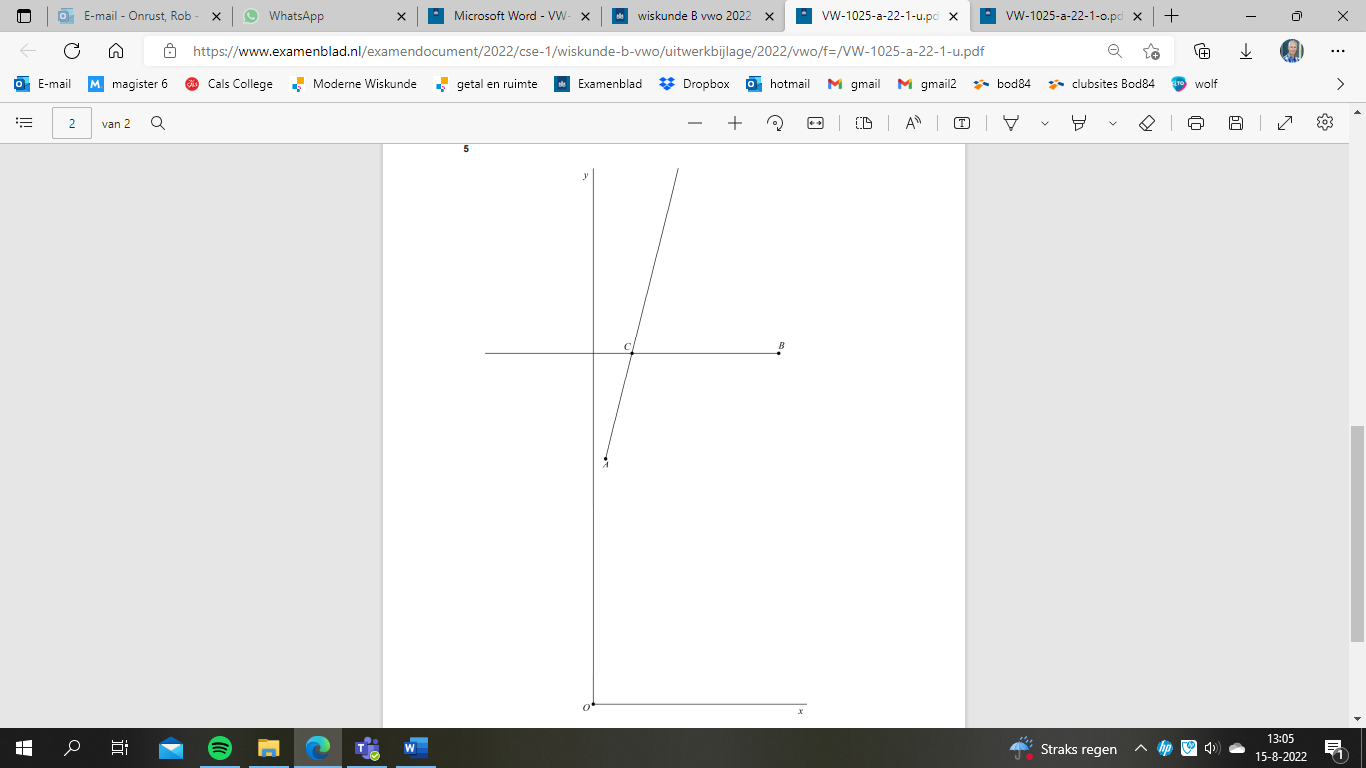 E-mail - Onrust, Rob -
WhatsApp
Microsoft Word - VW-
wiskunde B vwo 2022
VW-1025-a-22-1-u.pd
VW-1025-a-22-1-o.pd
https://www.examenblad.nl/examendocument/2022/cse-1/wiskunde-b-vwo/uitwerkbijlage/2022/vwo/f=/VW-1025-a-22-1-u.pdf
E-mail
magister 6
Cals College
Moderne Wiskunde
getal en ruimte
Examenblad
Dropbox
hotmail
gmail
gmail2
bod84
clubsites Bod84
wolf
2 van 2
5
y
C
B
A
O
x
Straks regen
13:05
15-8-2022
1